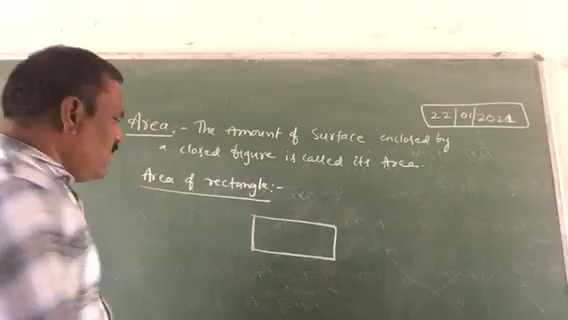 22/01/2021
Area:- The Amount of Surface enclosed by
a closed figure is called its Area.
Area of rectangle:-